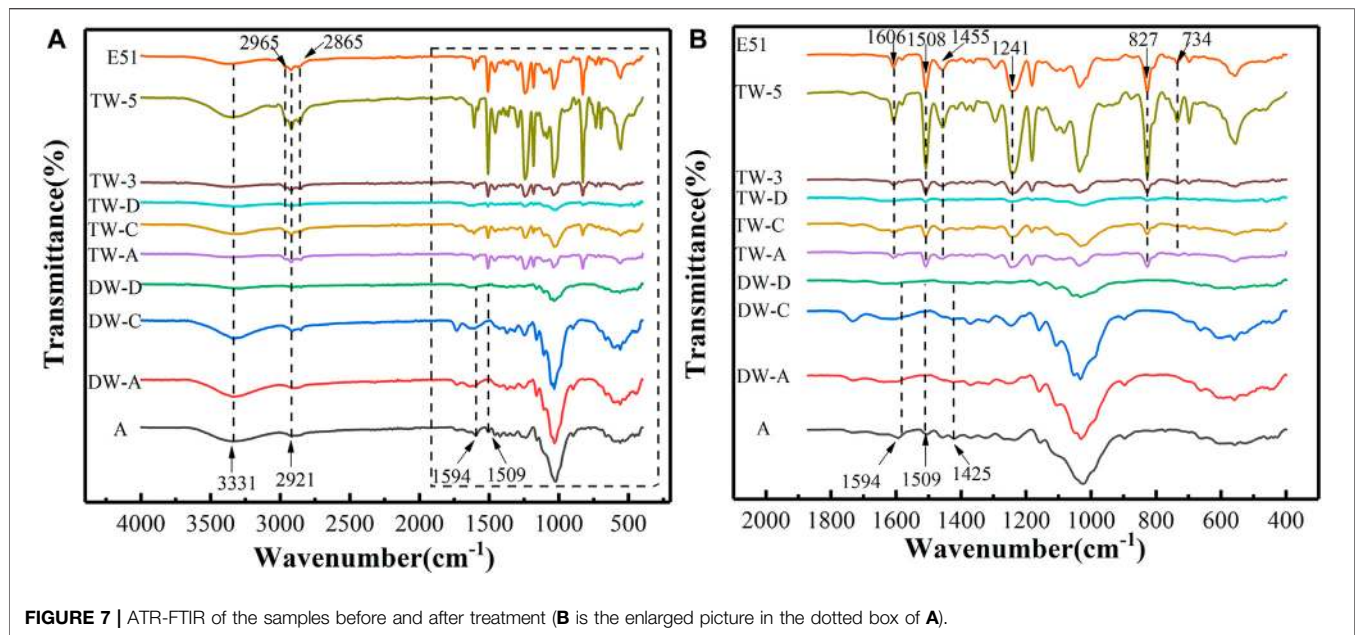 A
2965
2865
E51
TW-5
TW-3
TW-D
TW-C
TW-A
DW-D
DW-C
DW-A
A
3331
2921
1594
1509
Transmittance(%)
4000 3500 3000 2500 2000 1500 1000 500
Wavenumber(cm⁻¹)
B
1606
1508
1455
1241
827
734
E51
TW-5
TW-3
TW-D
TW-C
TW-A
DW-D
DW-C
DW-A
A
1594
1509
1425
Transmittance(%)
2000 1800 1600 1400 1200 1000 800 600 400
Wavenumber(cm⁻¹)
FIGURE 7 | ATR-FTIR of the samples before and after treatment (B is the enlarged picture in the dotted box of A).